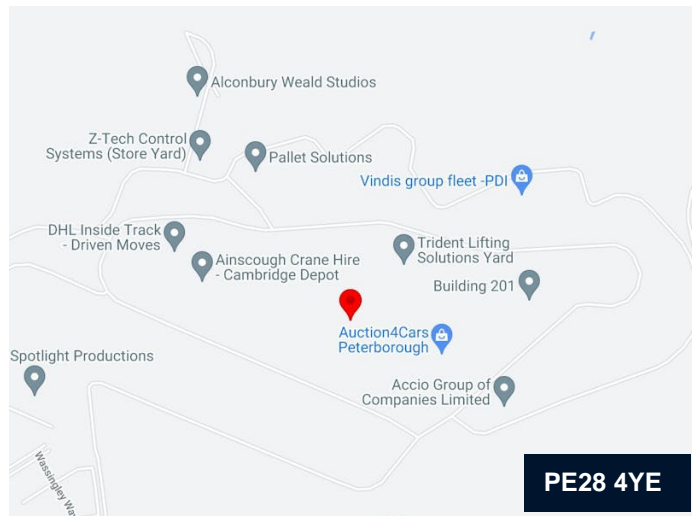 Alconbury Weald Studios
Z-Tech Control
Systems (Store Yard)
Pallet Solutions
Vindis group fleet -PDI
DHL Inside Track
- Driven Moves
Ainscough Crane Hire
- Cambridge Depot
Trident Lifting
Solutions Yard
Building 201
Auction4Cars
Peterborough
Spotlight Productions
Accio Group of
Companies Limited
Wassingley Way
PE28 4YE